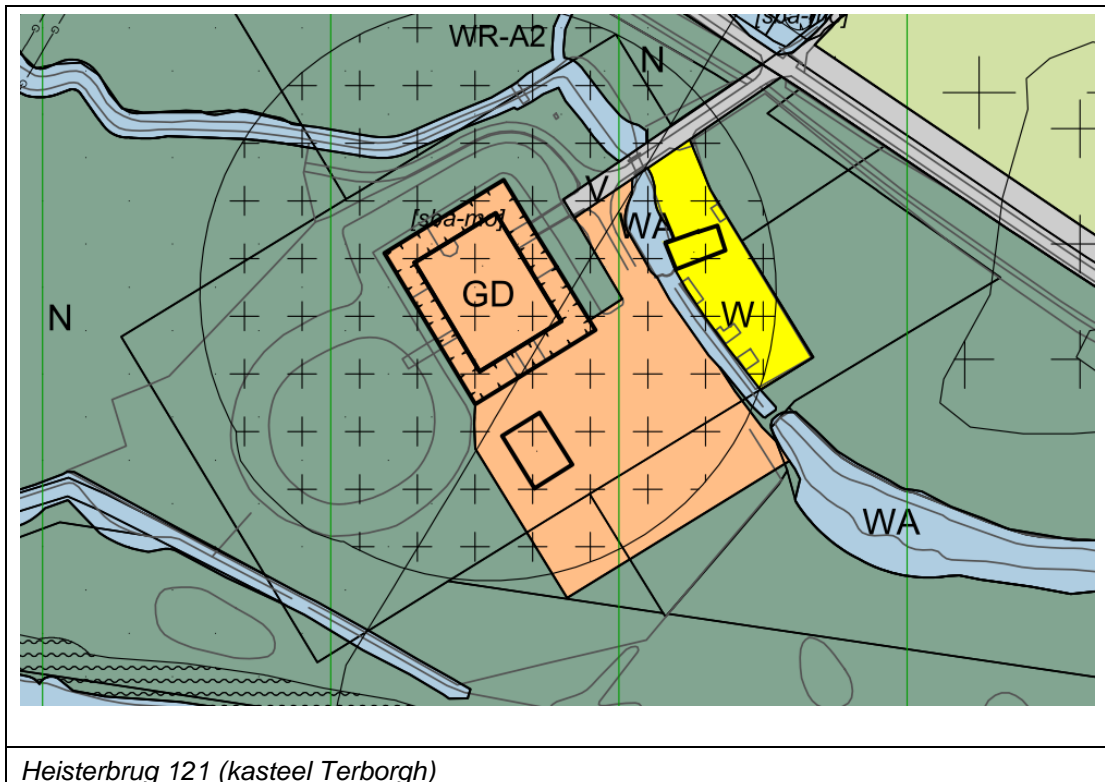 [sba-mo]
WR-A2
N
V
[sba-mo]
WA
GD
N
W
WA
Heisterbrug 121 (kasteel Terborgh)